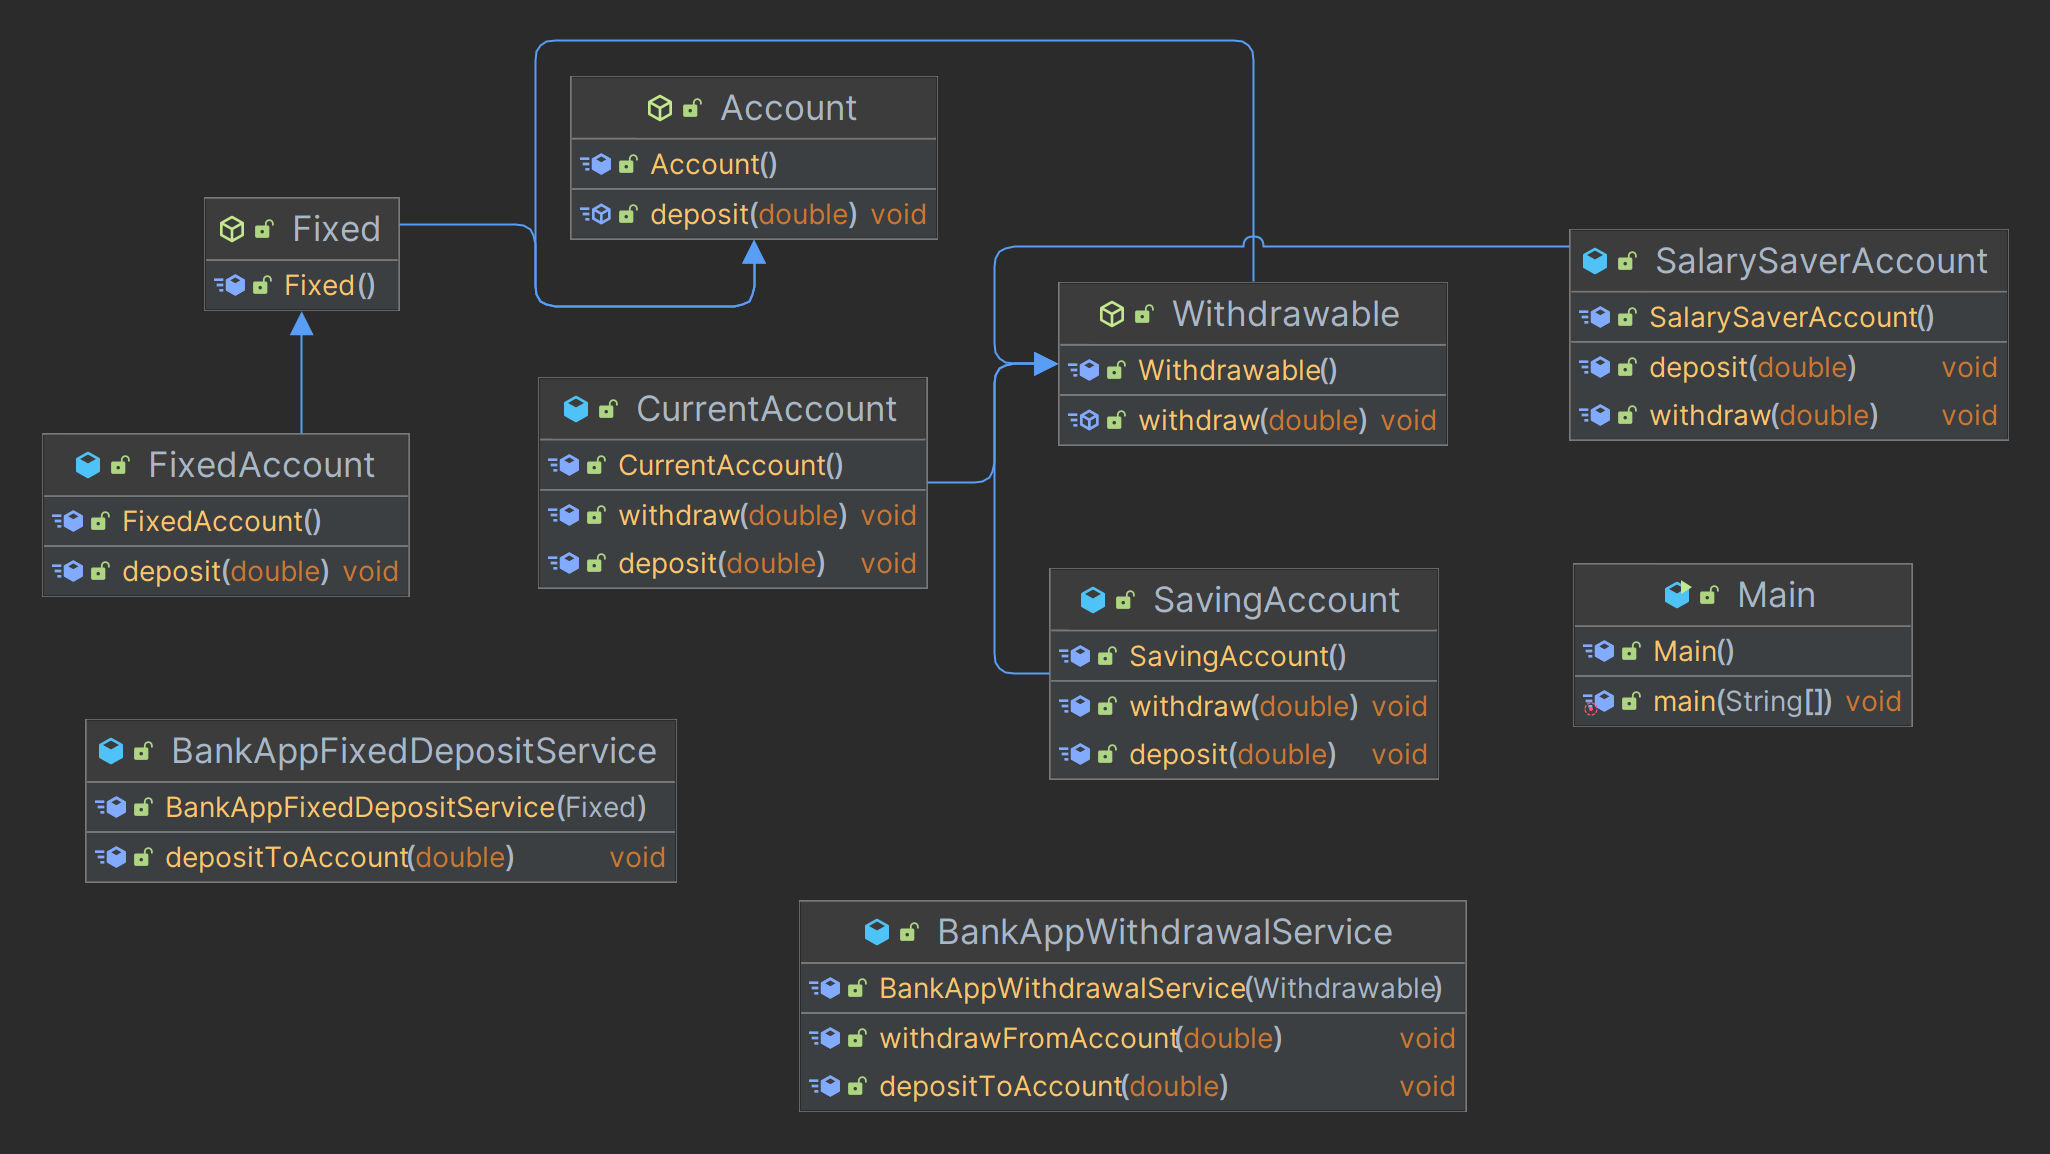 Account
Account()
deposit(double) void
Fixed
Fixed()
SalarySaverAccount
SalarySaverAccount()
deposit(double) void
withdraw(double) void
Withdrawable
Withdrawable()
withdraw(double) void
CurrentAccount
CurrentAccount()
withdraw(double) void
deposit(double) void
FixedAccount
FixedAccount()
deposit(double) void
SavingAccount
SavingAccount()
withdraw(double) void
deposit(double) void
Main
Main()
main(String[]) void
BankAppFixedDepositService
BankAppFixedDepositService(Fixed)
depositToAccount(double) void
BankAppWithdrawalService
BankAppWithdrawalService(Withdrawable)
withdrawFromAccount(double) void
depositToAccount(double) void